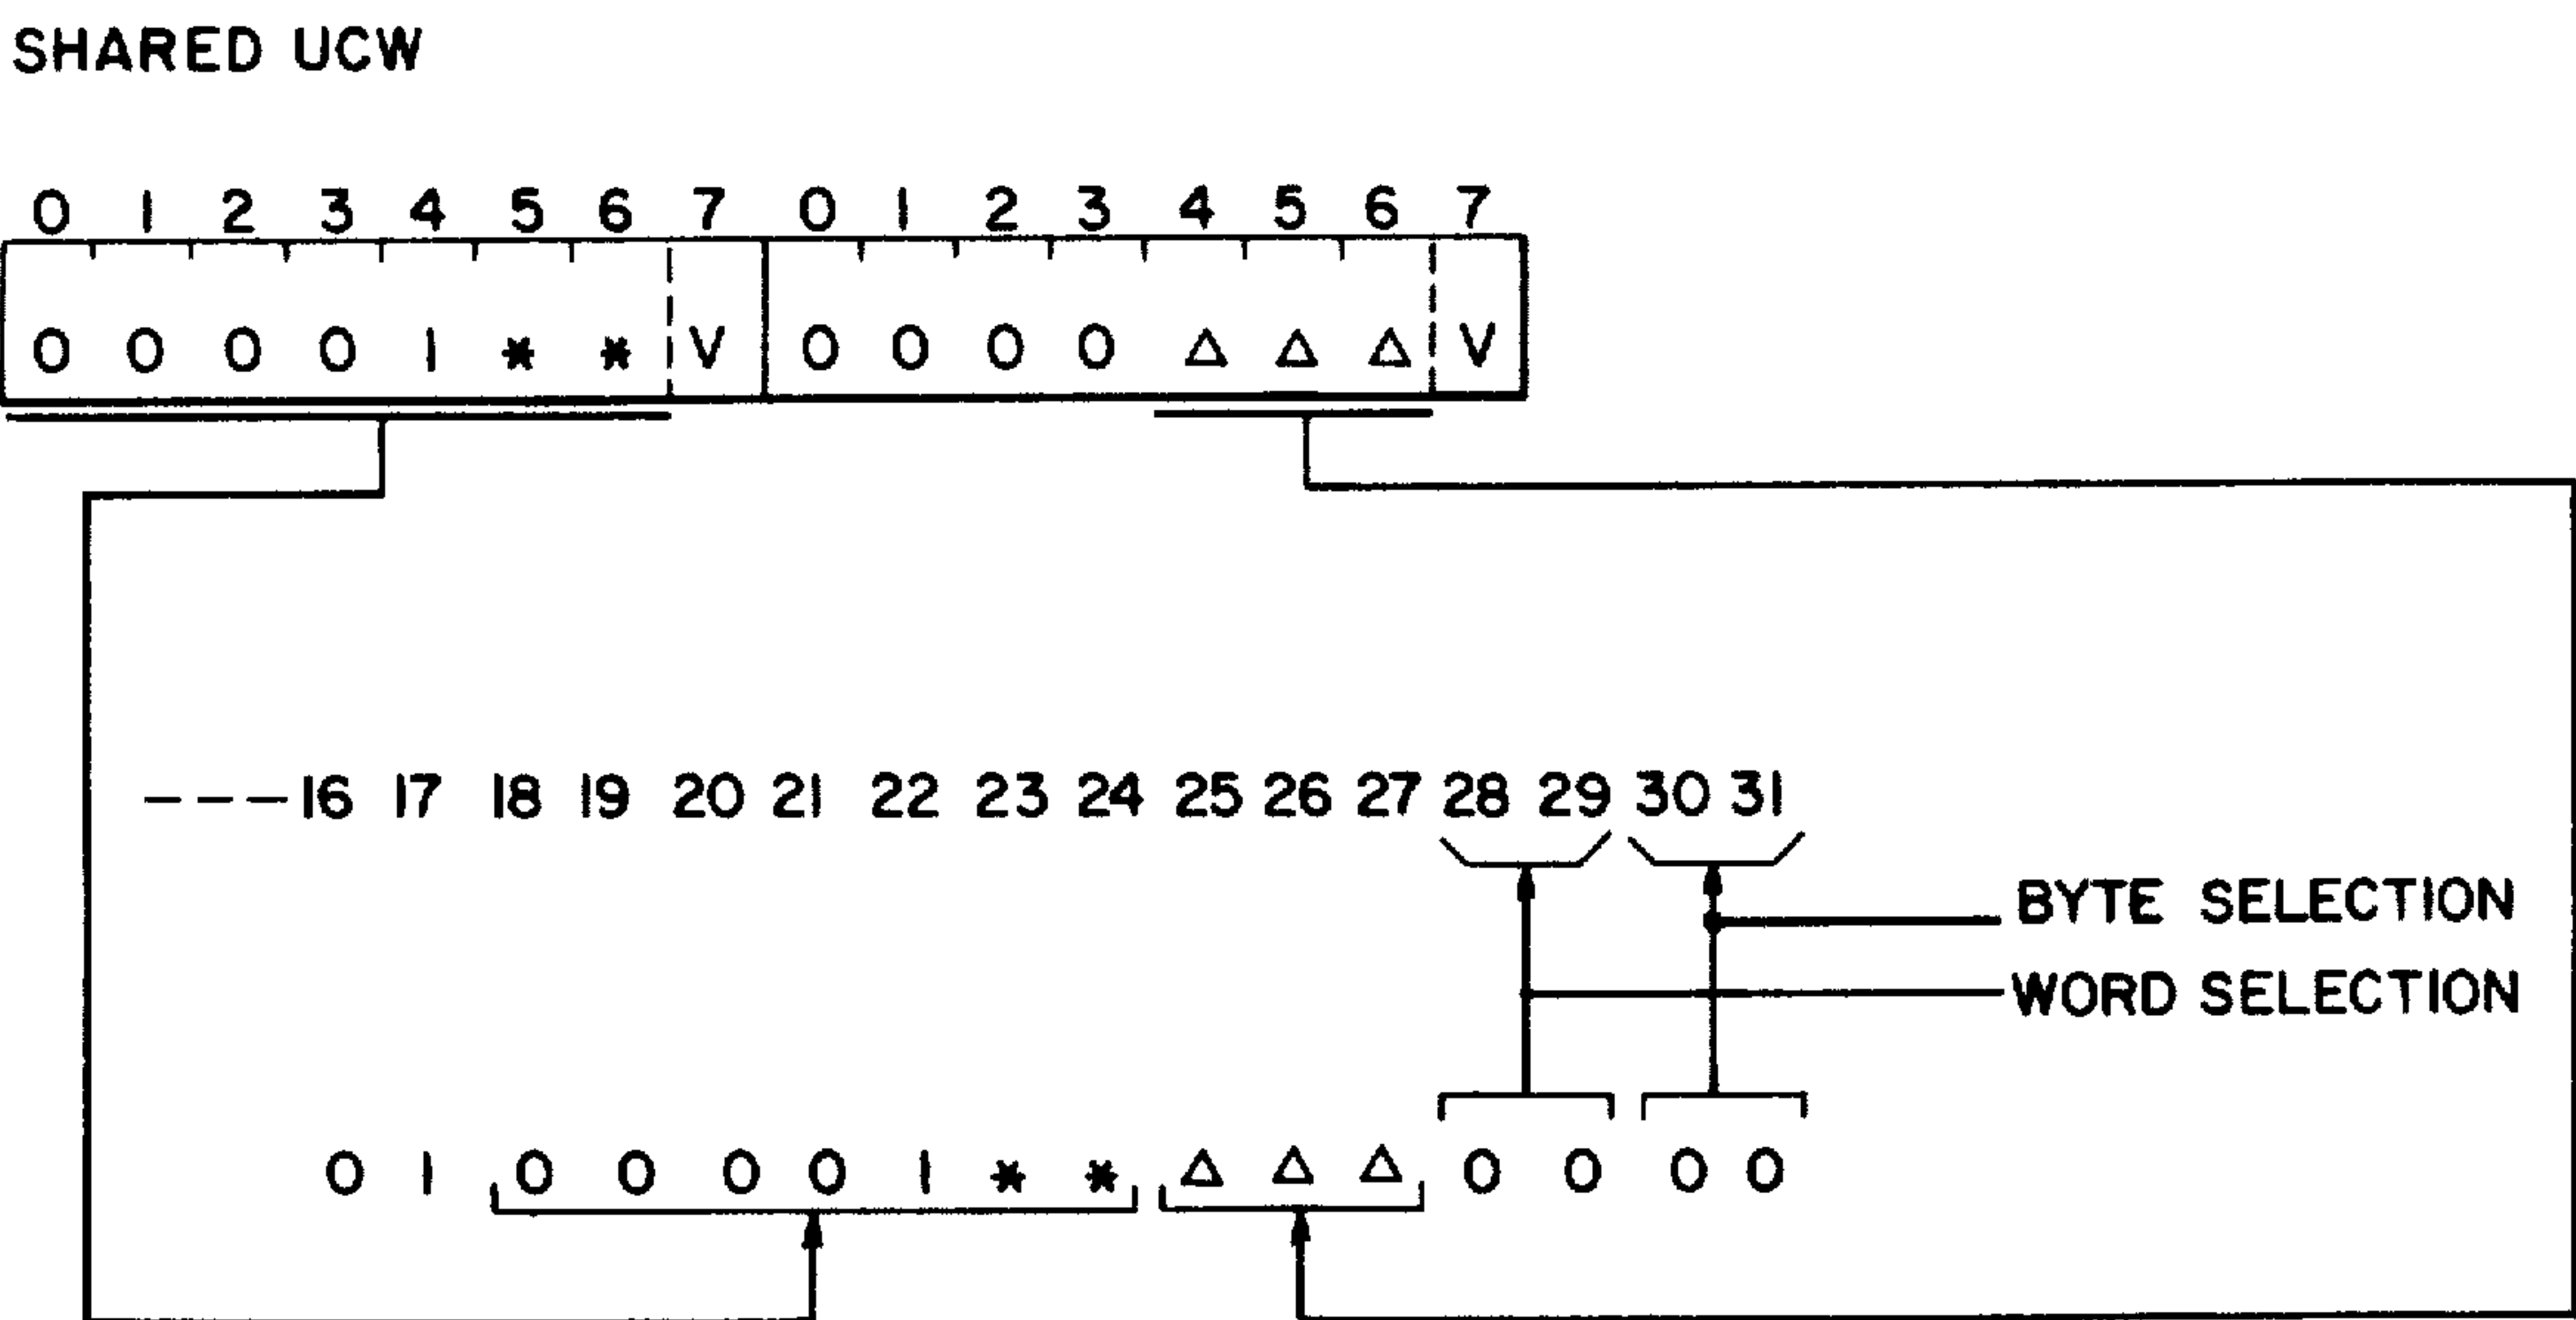 SHARED UCW
0 1 2 3 4 5 6 7 0 1 2 3 4 5 6 7
0 0 0 0 1 * * V 0 0 0 0 Δ Δ Δ V
---16 17 18 19 20 21 22 23 24 25 26 27 28 29 30 31
BYTE SELECTION
WORD SELECTION
0 1 0 0 0 0 1 * * Δ Δ Δ 0 0 0 0